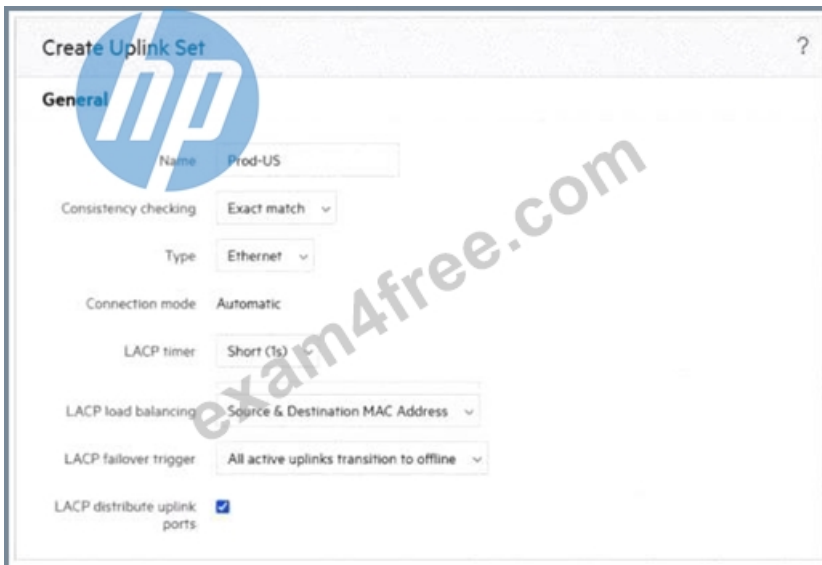 Create Uplink Set ?
General
hp
Name Prod-US
Consistency checking Exact match
Type Ethernet
Connection mode Automatic
LACP timer Short (1s)
LACP load balancing Source & Destination MAC Address
LACP failover trigger All active uplinks transition to offline
LACP distribute uplink
ports
exam4free.com